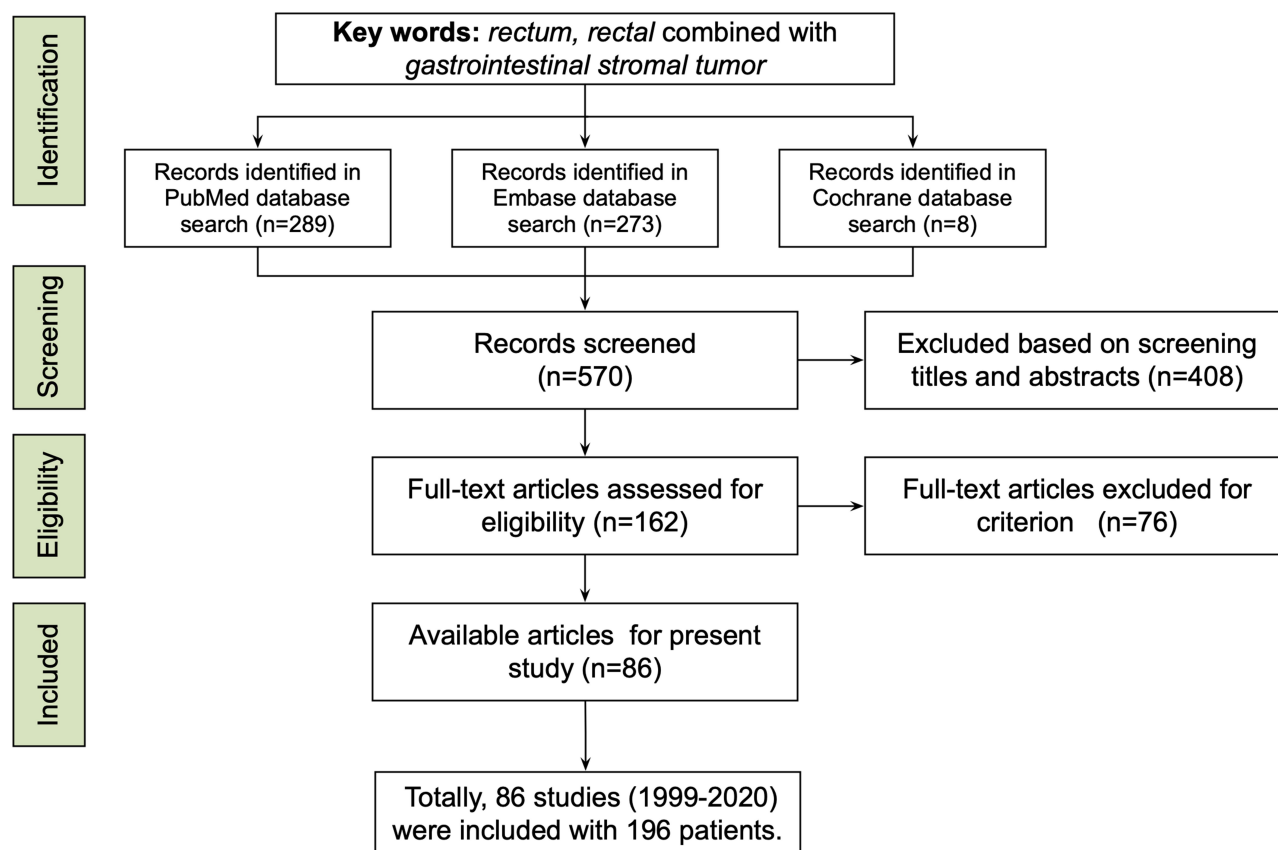 Identification
Key words: rectum, rectal combined with
gastrointestinal stromal tumor
Records identified in
PubMed database
search (n=289)
Records identified in
Embase database
search (n=273)
Records identified in
Cochrane database
search (n=8)
Screening
Records screened
(n=570)
Excluded based on screening
titles and abstracts (n=408)
Eligibility
Full-text articles assessed for
eligibility (n=162)
Full-text articles excluded for
criterion (n=76)
Included
Available articles for present
study (n=86)
Totally, 86 studies (1999-2020)
were included with 196 patients.